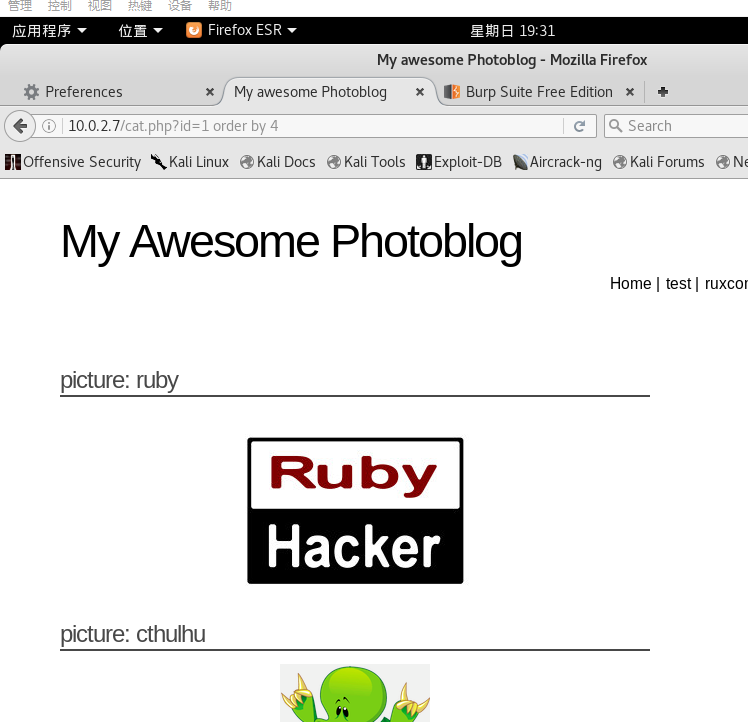 管理 控制 视图 热键 设备 帮助
应用程序 位置 Firefox ESR 星期日 19:31
My awesome Photoblog - Mozilla Firefox
Preferences My awesome Photoblog Burp Suite Free Edition
10.0.2.7/cat.php?id=1 order by 4 Search
Offensive Security Kali Linux Kali Docs Kali Tools Exploit-DB Aircrack-ng Kali Forums Ne
My Awesome Photoblog
Home | test | ruxcon
picture: ruby
Ruby
Hacker
picture: cthulhu